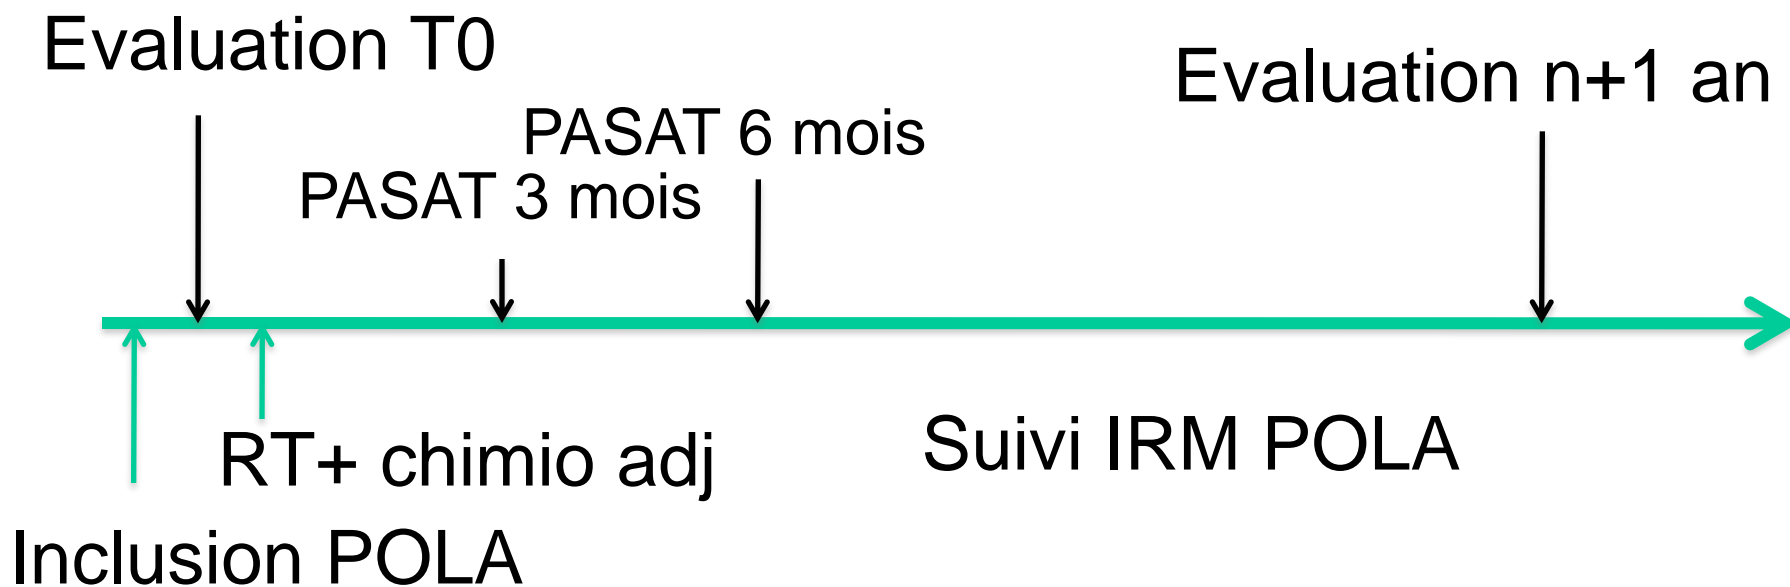 Evaluation T0
Evaluation n+1 an
PASAT 6 mois
PASAT 3 mois
Suivi IRM POLA
RT+ chimio adj
Inclusion POLA